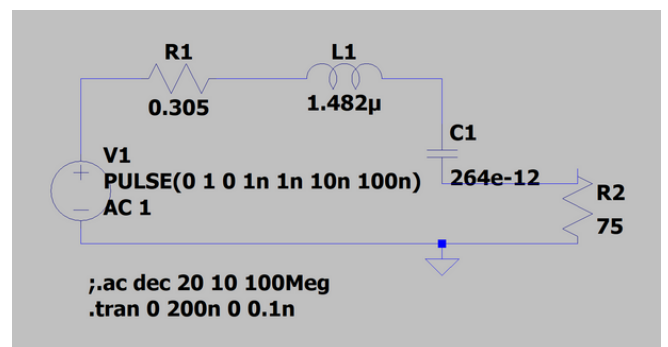 R1
0.305
L1
1.482µ
C1
264e-12
R2
75
V1
PULSE(0 1 0 1n 1n 10n 100n)
AC 1
;.ac dec 20 10 100Meg
.tran 0 200n 0 0.1n